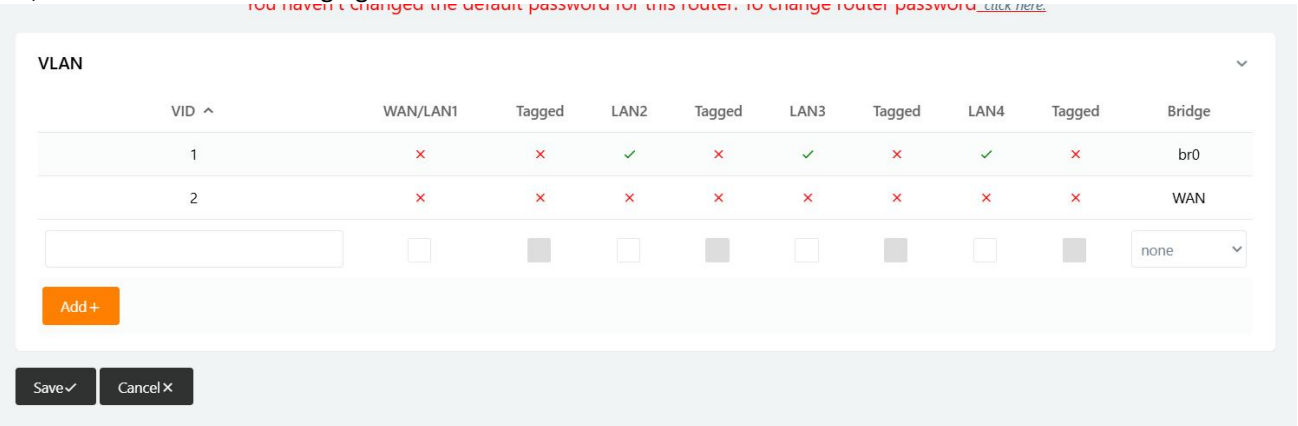 You haven't changed the default password for this router. To change router password click here.
VLAN
VID WAN/LAN1 Tagged LAN2 Tagged LAN3 Tagged LAN4 Tagged Bridge
1 × × ✓ × ✓ × ✓ × br0
2 × × × × × × × × WAN
none
Add+
Save✓ Cancel×